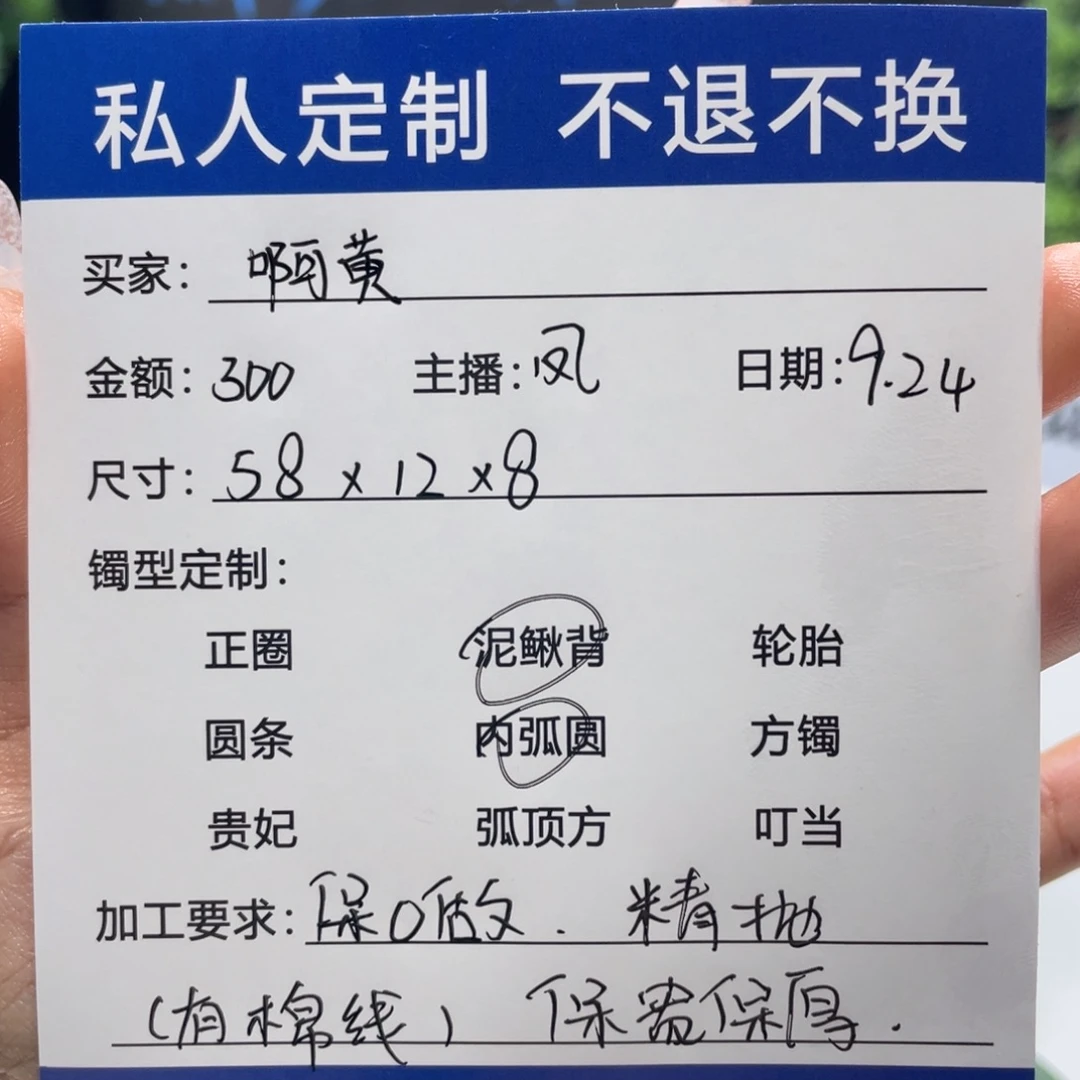 私人定制 不退不换
买家：啊黄
金额：300 主播：凤 日期：9.24
尺寸：58×12×8
镯型定制：
正圈 泥鳅背 轮胎
圆条 内弧圆 方镯
贵妃 弧顶方 叮当
加工要求：保O做. 精抛
(有棉线) 保宽保厚.